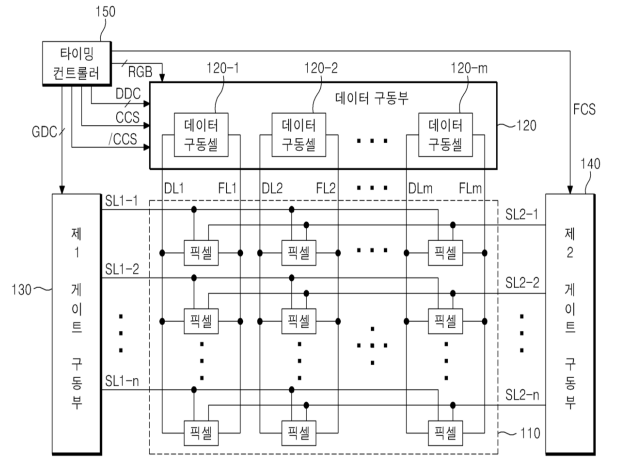 150
타이밍
컨트롤러
RGB
DDC
CCS
/CCS
GDC
120-1
120-2
120-m
데이터 구동부
데이터
구동셀
데이터
구동셀
데이터
구동셀
120
FCS
140
DL1
FL1
DL2
FL2
DLm
FLm
SL1-1
SL2-1
픽셀
픽셀
픽셀
SL1-2
SL2-2
픽셀
픽셀
픽셀
SL1-n
SL2-n
픽셀
픽셀
픽셀
130
제
1
게
이
트
구
동
부
제
2
게
이
트
구
동
부
110